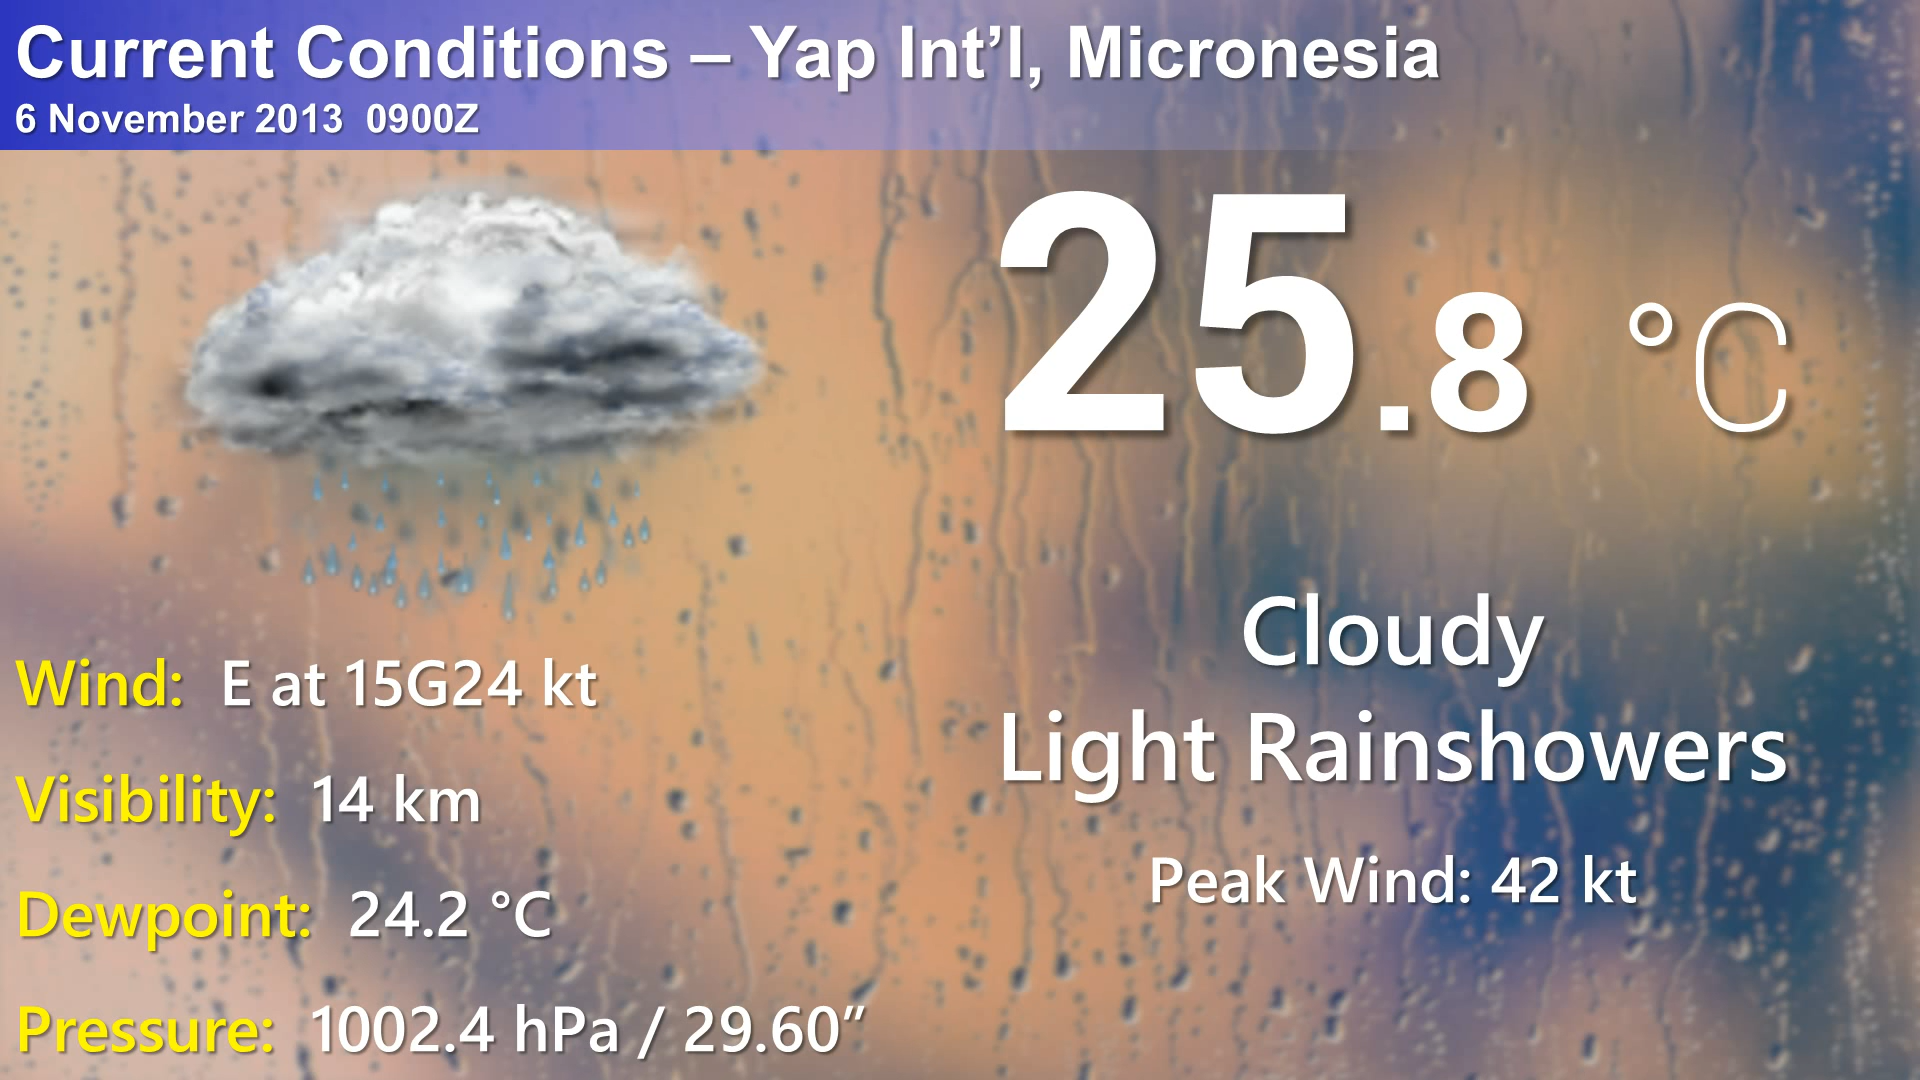 Current Conditions – Yap Int’l, Micronesia
6 November 2013  0900Z
25.8 °C
Cloudy
Light Rainshowers
Peak Wind: 42 kt
Wind:  E at 15G24 kt
Visibility:  14 km
Dewpoint:  24.2 °C
Pressure:  1002.4 hPa / 29.60”